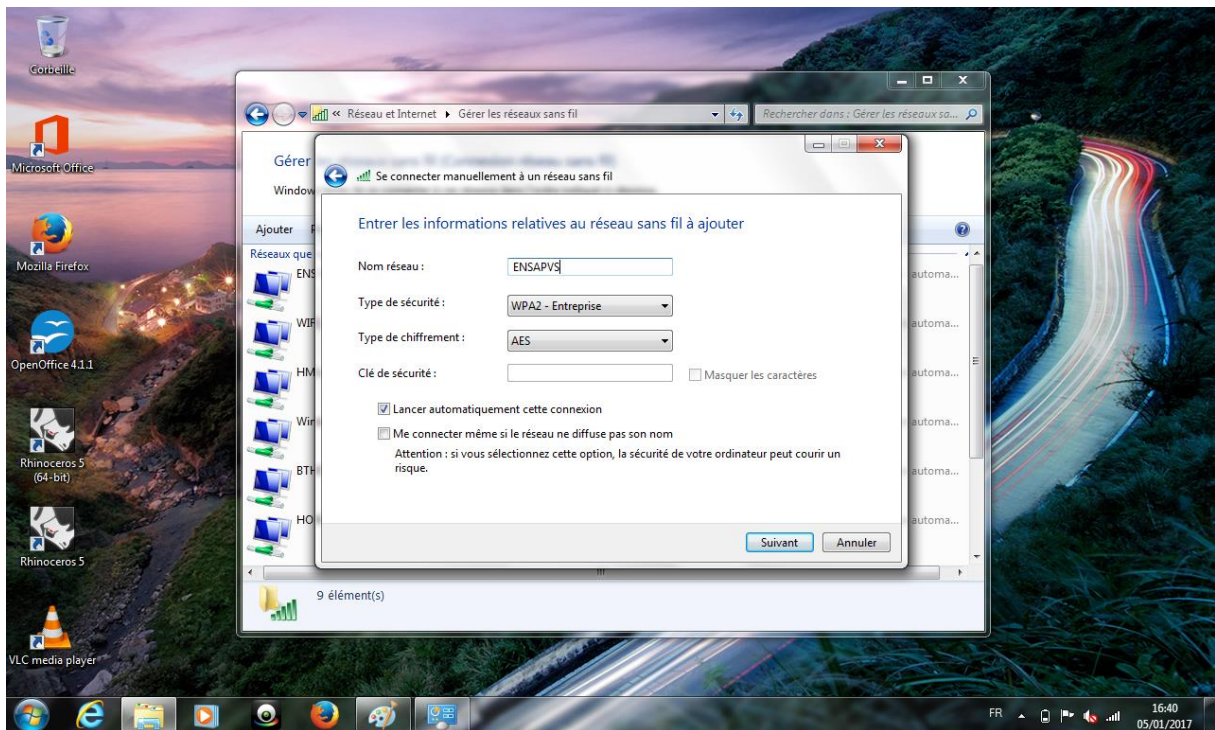 Corbeille
Microsoft Office
Mozilla Firefox
OpenOffice 4.1.1
Rhinoceros 5
(64-bit)
Rhinoceros 5
VLC media player
« Réseau et Internet ▸ Gérer les réseaux sans fil
Rechercher dans : Gérer les réseaux sa...
Gérer
Window
Ajouter
Réseaux que
ENS
automa...
WIF
automa...
HM
automa...
Wir
automa...
BTH
automa...
HO
automa...
9 élément(s)
Se connecter manuellement à un réseau sans fil
Entrer les informations relatives au réseau sans fil à ajouter
Nom réseau : ENSAPVS
Type de sécurité : WPA2 - Entreprise
Type de chiffrement : AES
Clé de sécurité : Masquer les caractères
Lancer automatiquement cette connexion
Me connecter même si le réseau ne diffuse pas son nom
Attention : si vous sélectionnez cette option, la sécurité de votre ordinateur peut courir un
risque.
Suivant Annuler
FR
16:40
05/01/2017